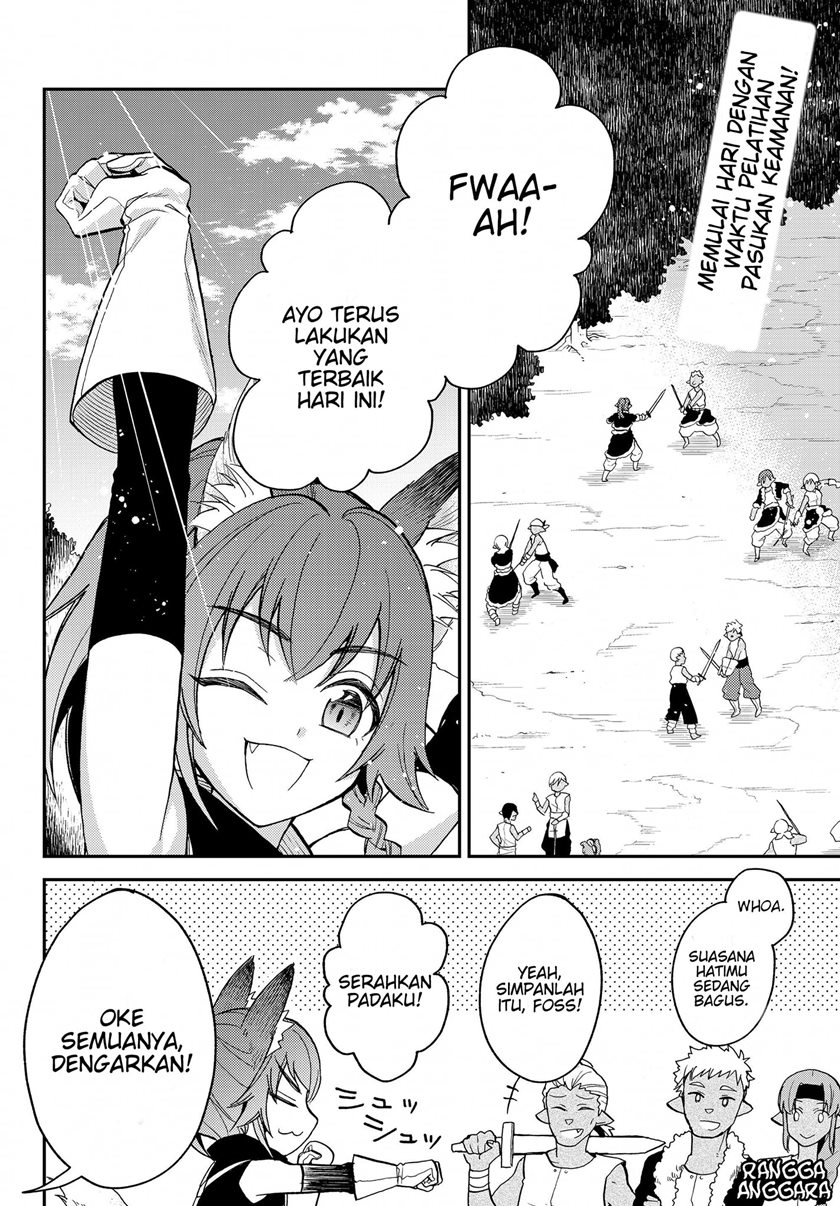 MEMULAI HARI DENGAN
WAKTU PELATIHAN
PASUKAN KEAMANAN!
FWAA-
AH!
AYO TERUS
LAKUKAN
YANG
TERBAIK
HARI INI!
WHOA.
SUASANA
HATIMU
SEDANG
BAGUS.
YEAH,
SIMPANLAH
ITU, FOSS!
SERAHKAN
PADAKU!
シュッ
シュッ
OKE
SEMUANYA,
DENGARKAN!
RANGGA
ANGGARA